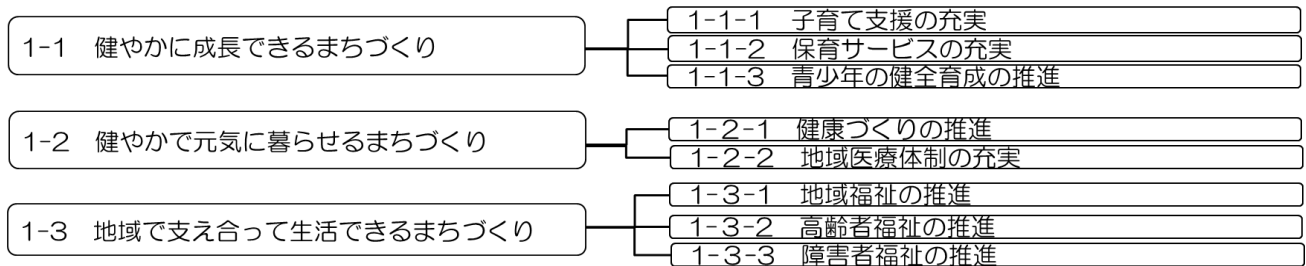 1-1 健やかに成長できるまちづくり
1-1-1 子育て支援の充実
1-1-2 保育サービスの充実
1-1-3 青少年の健全育成の推進
1-2 健やかで元気に暮らせるまちづくり
1-2-1 健康づくりの推進
1-2-2 地域医療体制の充実
1-3 地域で支え合って生活できるまちづくり
1-3-1 地域福祉の推進
1-3-2 高齢者福祉の推進
1-3-3 障害者福祉の推進